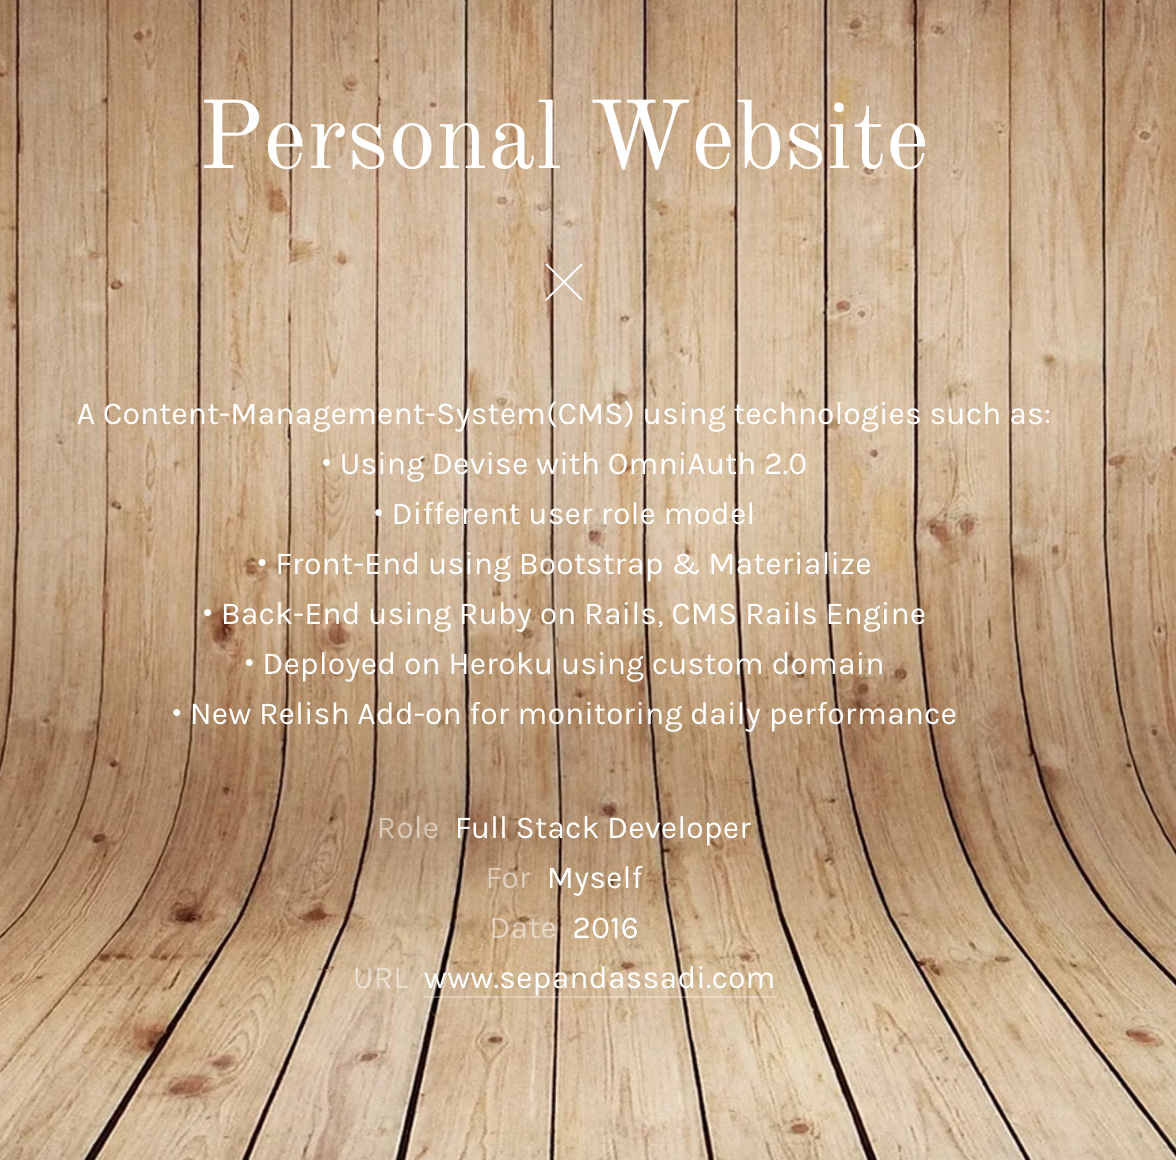 Personal Website
A Content-Management-System(CMS) using technologies such as:
• Using Devise with OmniAuth 2.0
• Different user role model
• Front-End using Bootstrap & Materialize
• Back-End using Ruby on Rails, CMS Rails Engine
• Deployed on Heroku using custom domain
• New Relish Add-on for monitoring daily performance
Role Full Stack Developer
For Myself
Date 2016
URL www.sepandassadi.com